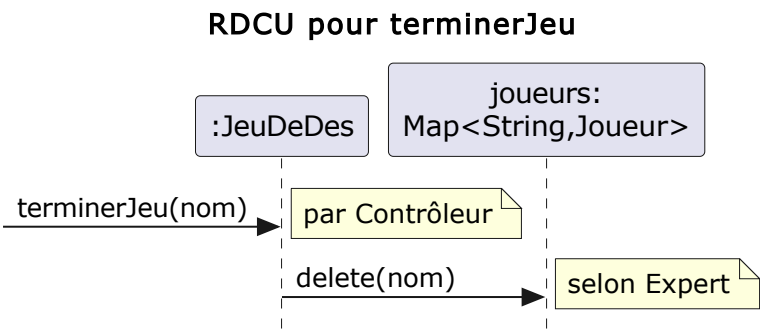 RDCU pour terminerJeu
:JeuDeDes
joueurs:
Map<String,Joueur>
terminerJeu(nom)
par Contrôleur
delete(nom)
selon Expert